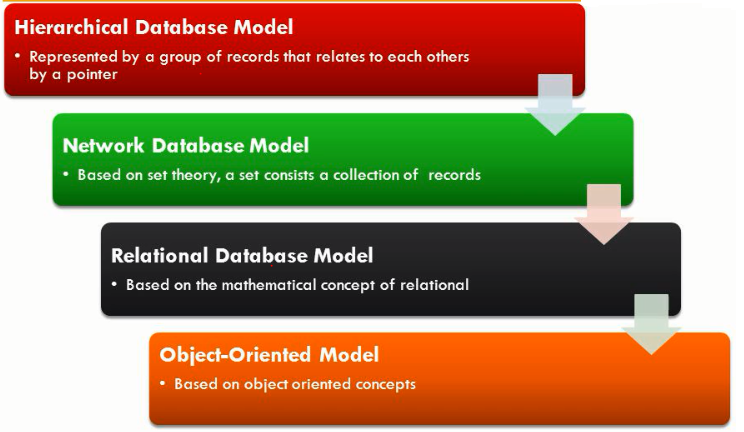 Hierarchical Database Model
• Represented by a group of records that relates to each others
by a pointer
Network Database Model
• Based on set theory, a set consists a collection of records
Relational Database Model
• Based on the mathematical concept of relational
Object-Oriented Model
• Based on object oriented concepts